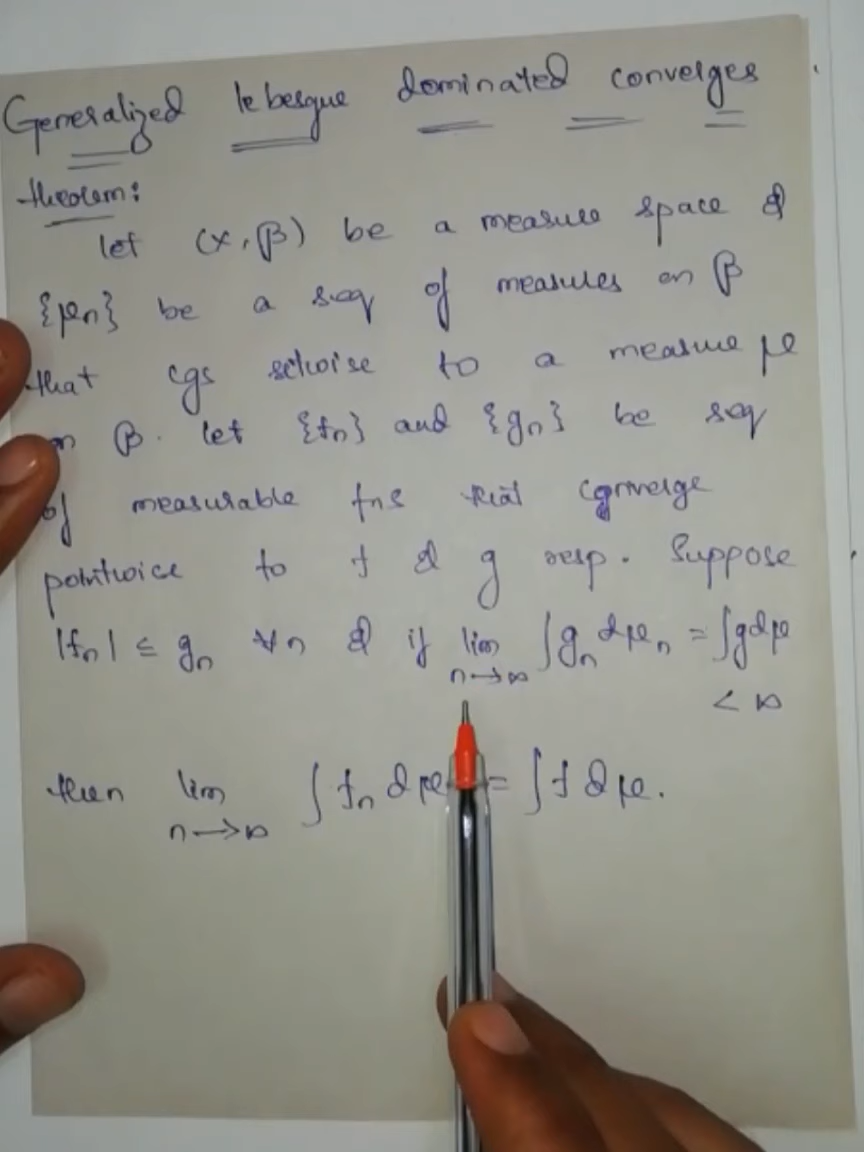 Generalized lebesgue dominated converges
theorem:
let (X, β) be a measure space &
{μn} be a seq of measures on β
that cgs setwise to a measure μ
on β. let {fn} and {gn} be seq
of measurable fns that converge
pointwice to f & g resp. Suppose
|fn| ≤ gn ∀n & if lim n→∞ ∫gn dμn = ∫g dμ
< ∞
then lim n→∞ ∫ fn dμ = ∫ f dμ.